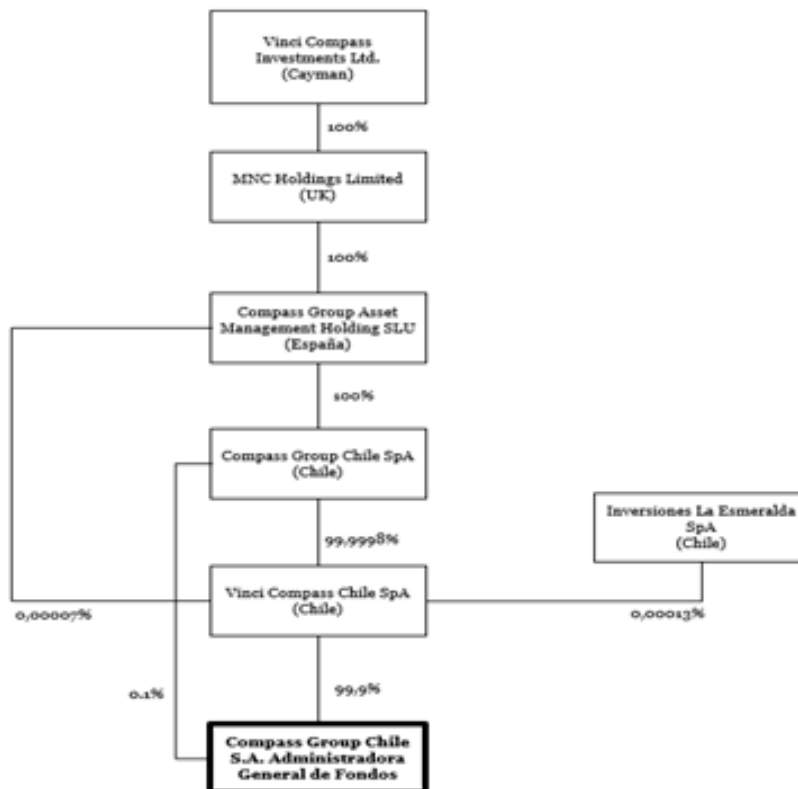 Vinci Compass
Investments Ltd.
(Cayman)
100%
MNC Holdings Limited
(UK)
100%
Compass Group Asset
Management Holding SLU
(España)
100%
Compass Group Chile SpA
(Chile)
Inversiones La Esmeralda
SpA
(Chile)
99,9998%
Vinci Compass Chile SpA
(Chile)
0,00007%
0,00013%
0.1%
99,9%
Compass Group Chile
S.A. Administradora
General de Fondos